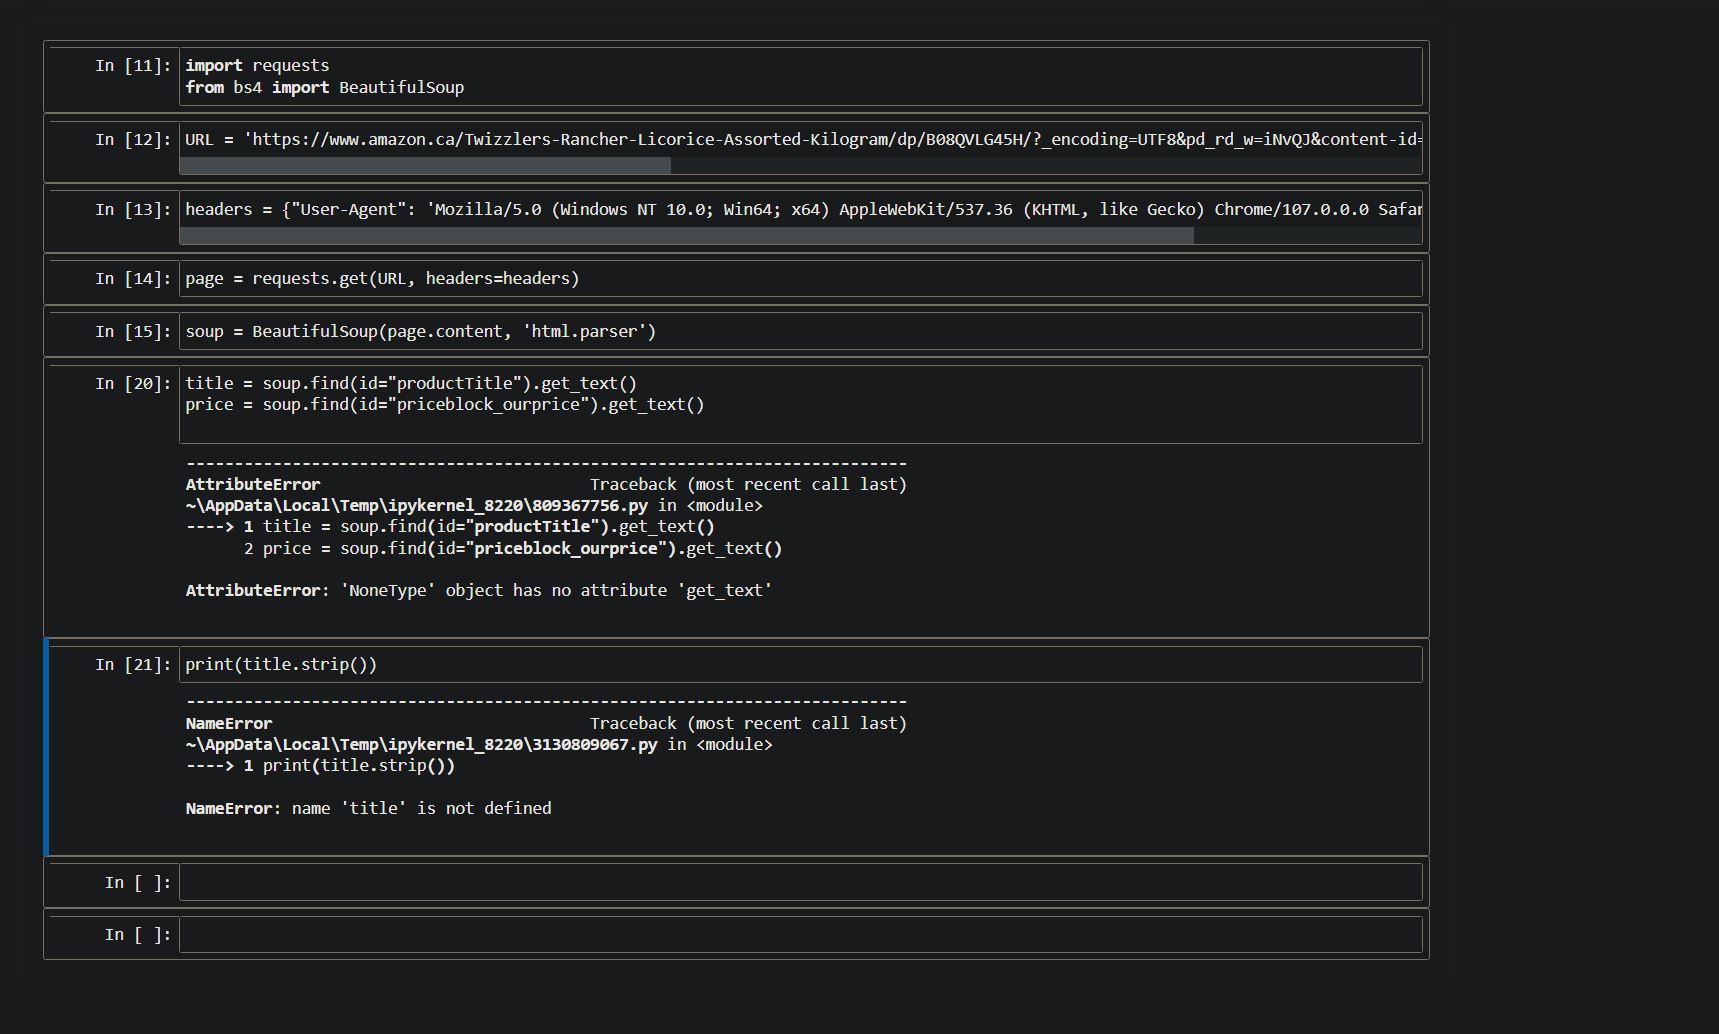 In [11]: import requests
from bs4 import BeautifulSoup
In [12]: URL = 'https://www.amazon.ca/Twizzlers-Rancher-Licorice-Assorted-Kilogram/dp/B08QVLG45H/?_encoding=UTF8&pd_rd_w=iNvQJ&content-id=
In [13]: headers = {"User-Agent": 'Mozilla/5.0 (Windows NT 10.0; Win64; x64) AppleWebKit/537.36 (KHTML, like Gecko) Chrome/107.0.0.0 Safar
In [14]: page = requests.get(URL, headers=headers)
In [15]: soup = BeautifulSoup(page.content, 'html.parser')
In [20]: title = soup.find(id="productTitle").get_text()
price = soup.find(id="priceblock_ourprice").get_text()
---------------------------------------------------------------------------
AttributeError                            Traceback (most recent call last)
~\AppData\Local\Temp\ipykernel_8220\809367756.py in <module>
----> 1 title = soup.find(id="productTitle").get_text()
      2 price = soup.find(id="priceblock_ourprice").get_text()
AttributeError: 'NoneType' object has no attribute 'get_text'
In [21]: print(title.strip())
---------------------------------------------------------------------------
NameError                                 Traceback (most recent call last)
~\AppData\Local\Temp\ipykernel_8220\3130809067.py in <module>
----> 1 print(title.strip())
NameError: name 'title' is not defined
In [ ]:
In [ ]: